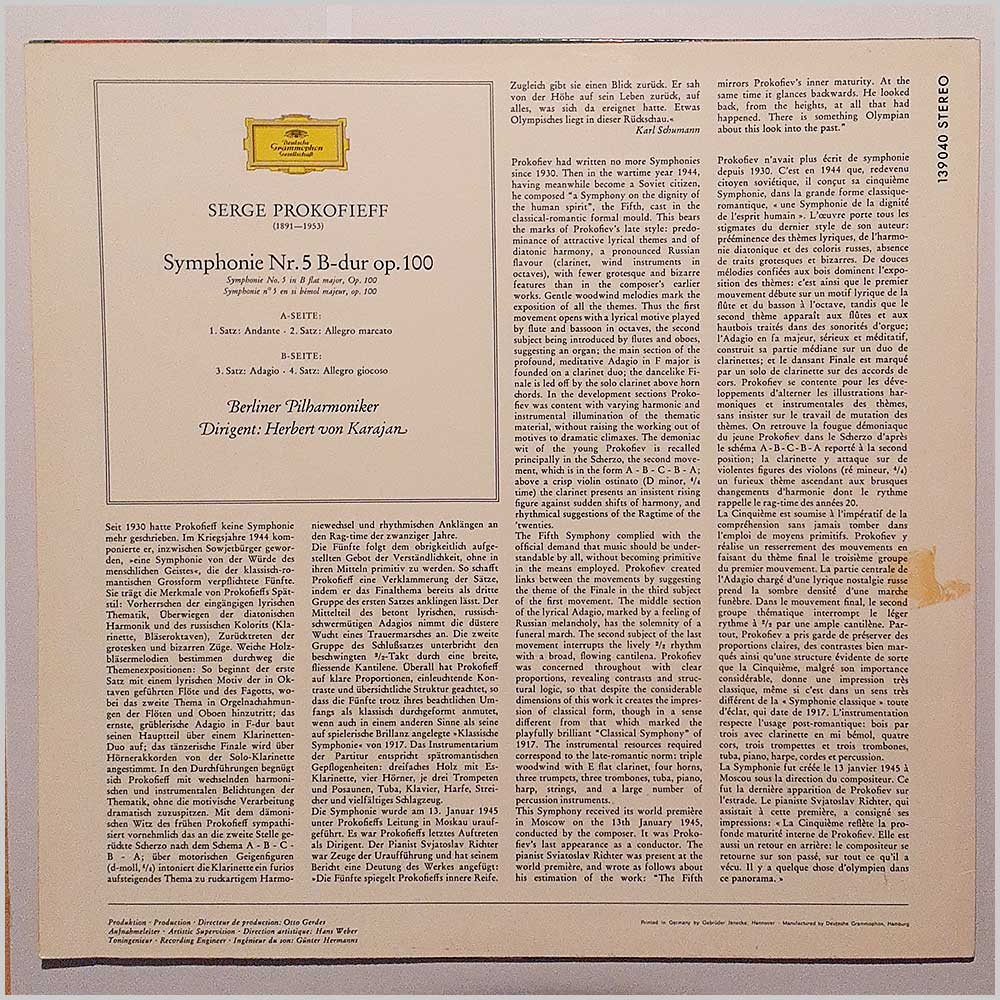 Deutsche
Grammophon
Gesellschaft
SERGE PROKOFIEFF
(1891—1953)
Symphonie Nr. 5 B-dur op. 100
Symphonie No. 5 in B flat major, Op. 100
Symphonie n° 5 en si bémol majeur, op. 100
A-SEITE:
1. Satz: Andante · 2. Satz: Allegro marcato
B-SEITE:
3. Satz: Adagio · 4. Satz: Allegro giocoso
Berliner Philharmoniker
Dirigent: Herbert von Karajan
Seit 1930 hatte Prokofieff keine Symphonie
mehr geschrieben. Im Kriegsjahre 1944 kom-
ponierte er, inzwischen Sowjetbürger gewor-
den, »eine Symphonie von der Würde des
menschlichen Geistes«, die der klassisch-ro-
mantischen Grossform verpflichtete Fünfte.
Sie trägt die Merkmale von Prokofieffs Spät-
stil: Vorherrschen der eingängigen lyrischen
Thematik, Überwiegen der diatonischen
Harmonik und des russischen Kolorits (Kla-
rinette, Bläseroktaven), Zurücktreten der
grotesken und bizarren Züge. Weiche Holz-
bläsermelodien bestimmen durchweg die
Themenexpositionen: So beginnt der erste
Satz mit einem lyrischen Motiv der in Ok-
taven geführten Flöte und des Fagotts, wo-
bei das zweite Thema in Orgelnachahmun-
gen der Flöten und Oboen hinzutritt; das
ernste, grüblerische Adagio in F-dur baut
seinen Hauptteil über einem Klarinetten-
Duo auf; das tänzerische Finale wird über
Hörnerakkorden von der Solo-Klarinette
angestimmt. In den Durchführungen begnügt
sich Prokofieff mit wechselnden harmoni-
schen und instrumentalen Belichtungen der
Thematik, ohne die motivische Verarbeitung
dramatisch zuzuspitzen. Mit dem dämoni-
schen Witz des frühen Prokofieff sympathi-
siert vornehmlich das an die zweite Stelle ge-
rückte Scherzo nach dem Schema A - B - C -
B - A; über motorischen Geigenfiguren
(d-moll, 4/4) intoniert die Klarinette ein furios
aufsteigendes Thema zu ruckartigem Harmo-
niewechsel und rhythmischen Anklängen an
den Rag-time der zwanziger Jahre.
Die Fünfte folgt dem obrigkeitlich aufge-
stellten Gebot der Verständlichkeit, ohne in
ihren Mitteln primitiv zu werden. So schafft
Prokofieff eine Verklammerung der Sätze,
indem er das Finalthema bereits als dritte
Gruppe des ersten Satzes anklingen lässt. Der
Mittelteil des betont lyrischen, russisch-
schwermütigen Adagios nimmt die düstere
Wucht eines Trauermarsches an. Die zweite
Gruppe des Schlußsatzes unterbricht den
beschwingten 2/2-Takt durch eine breite,
fliessende Kantilene. Überall hat Prokofieff
auf klare Proportionen, einleuchtende Kon-
traste und übersichtliche Struktur geachtet, so
dass die Fünfte trotz ihres beachtlichen Um-
fangs als klassisch durchgeformt anmutet,
wenn auch in einem anderen Sinne als seine
auf spielerische Brillanz angelegte »Klassische
Symphonie« von 1917. Das Instrumentarium
der Partitur entspricht spätromantischen
Gepflogenheiten: dreifaches Holz mit Es-
Klarinette, vier Hörner, je drei Trompeten
und Posaunen, Tuba, Klavier, Harfe, Strei-
cher und vielfältiges Schlagzeug.
Die Symphonie wurde am 13. Januar 1945
unter Prokofieffs Leitung in Moskau urauf-
geführt. Es war Prokofieffs letztes Auftreten
als Dirigent. Der Pianist Svjatoslav Richter
war Zeuge der Uraufführung und hat seinem
Bericht eine Deutung des Werkes angefügt:
»Die Fünfte spiegelt Prokofieffs innere Reife.
Zugleich gibt sie einen Blick zurück. Er sah
von der Höhe auf sein Leben zurück, auf
alles, was sich da ereignet hatte. Etwas
Olympisches liegt in dieser Rückschau.«
Karl Schumann
Prokofiev had written no more Symphonies
since 1930. Then in the wartime year 1944,
having meanwhile become a Soviet citizen,
he composed “a Symphony on the dignity of
the human spirit”, the Fifth, cast in the
classical-romantic formal mould. This bears
the marks of Prokofiev's late style: predo-
minance of attractive lyrical themes and of
diatonic harmony, a pronounced Russian
flavour (clarinet, wind instruments in
octaves), with fewer grotesque and bizarre
features than in the composer's earlier
works. Gentle woodwind melodies mark the
exposition of all the themes. Thus the first
movement opens with a lyrical motive played
by flute and bassoon in octaves, the second
subject being introduced by flutes and oboes,
suggesting an organ; the main section of the
profound, meditative Adagio in F major is
founded on a clarinet duo; the dancelike Fi-
nale is led off by the solo clarinet above horn
chords. In the development sections Proko-
fiev was content with varying harmonic and
instrumental illumination of the thematic
material, without raising the working out of
motives to dramatic climaxes. The demoniac
wit of the young Prokofiev is recalled
principally in the Scherzo, the second move-
ment, which is in the form A - B - C - B - A;
above a crisp violin ostinato (D minor, 4/4
time) the clarinet presents an insistent rising
figure against sudden shifts of harmony, and
rhythmical suggestions of the Ragtime of the
'twenties.
The Fifth Symphony complied with the
official demand that music should be under-
standable by all, without becoming primitive
in the means employed. Prokofiev created
links between the movements by suggesting
the theme of the Finale in the third subject
of the first movement. The middle section
of the lyrical Adagio, marked by a feeling of
Russian melancholy, has the solemnity of a
funeral march. The second subject of the last
movement interrupts the lively 2/2 rhythm
with a broad, flowing cantilena. Prokofiev
was concerned throughout with clear
proportions, revealing contrasts and struc-
tural logic, so that despite the considerable
dimensions of this work it creates the impres-
sion of classical form, though in a sense
different from that which marked the
playfully brilliant “Classical Symphony” of
1917. The instrumental resources required
correspond to the late-romantic norm: triple
woodwind with E flat clarinet, four horns,
three trumpets, three trombones, tuba, piano,
harp, strings, and a large number of
percussion instruments.
This Symphony received its world première
in Moscow on the 13th January 1945,
conducted by the composer. It was Proko-
fiev's last appearance as a conductor. The
pianist Sviatoslav Richter was present at the
world première, and wrote as follows about
his estimation of the work: “The Fifth
mirrors Prokofiev's inner maturity. At the
same time it glances backwards. He looked
back, from the heights, at all that had
happened. There is something Olympian
about this look into the past.”
Prokofiev n'avait plus écrit de symphonie
depuis 1930. C'est en 1944 que, redevenu
citoyen soviétique, il conçut sa cinquième
Symphonie, dans la grande forme classique-
romantique, « une Symphonie de la dignité
de l'esprit humain ». L'œuvre porte tous les
stigmates du dernier style de son auteur:
prééminence des thèmes lyriques, de l'harmo-
nie diatonique et des coloris russes, absence
de traits grotesques et bizarres. De douces
mélodies confiées aux bois dominent l'expo-
sition des thèmes: c'est ainsi que le premier
mouvement débute sur un motif lyrique de la
flûte et du basson à l'octave, tandis que le
second thème apparaît aux flûtes et aux
hautbois traités dans des sonorités d'orgue;
l'Adagio en fa majeur, sérieux et méditatif,
construit sa partie médiane sur un duo de
clarinettes; et le dansant Finale est marqué
par un solo de clarinette sur des accords de
cors. Prokofiev se contente pour les déve-
loppements d'alterner les illustrations har-
moniques et instrumentales des thèmes,
sans insister sur le travail de mutation des
thèmes. On retrouve la fougue démoniaque
du jeune Prokofiev dans le Scherzo d'après
le schéma A - B - C - B - A reporté à la second
position; la clarinette y attaque sur de
violentes figures des violons (ré mineur, 4/4)
un furieux thème ascendant aux brusques
changements d'harmonie dont le rythme
rappelle le rag-time des années 20.
La Cinquième est soumise à l'impératif de la
compréhension sans jamais tomber dans
l'emploi de moyens primitifs. Prokofiev y
réalise un resserrement des mouvements en
faisant du thème final le troisième groupe
du premier mouvement. La partie centrale de
l'Adagio chargé d'une lyrique nostalgie russe
prend la sombre densité d'une marche
funèbre. Dans le mouvement final, le second
groupe thématique interrompt le léger
rythme à 2/2 par une ample cantilène. Par-
tout, Prokofiev a pris garde de préserver des
proportions claires, des contrastes bien mar-
qués ainsi qu'une structure évidente de sorte
que la Cinquième, malgré son importance
considérable, donne une impression très
classique, même si c'est dans un sens très
différent de la « Symphonie classique » toute
d'éclat, qui date de 1917. L'instrumentation
respecte l'usage post-romantique: bois par
trois avec clarinette en mi bémol, quatre
cors, trois trompettes et trois trombones,
tuba, piano, harpe, cordes et percussion.
La Symphonie fut créée le 13 janvier 1945 à
Moscou sous la direction du compositeur. Ce
fut la dernière apparition de Prokofiev sur
l'estrade. Le pianiste Svjatoslav Richter, qui
assistait à cette première, a consigné ses
impressions: « La Cinquième reflète la pro-
fonde maturité interne de Prokofiev. Elle est
aussi un retour en arrière: le compositeur se
retourne sur son passé, sur tout ce qu'il a
vécu. Il y a quelque chose d'olympien dans
ce panorama. »
139040 STEREO
Produktion · Production · Directeur de production: Otto Gerdes
Aufnahmeleiter · Artistic Supervision · Direction artistique: Hans Weber
Toningenieur · Recording Engineer · Ingénieur du son: Günter Hermanns
Printed in Germany by Gebrüder Jänecke, Hannover · Manufactured by Deutsche Grammophon, Hamburg